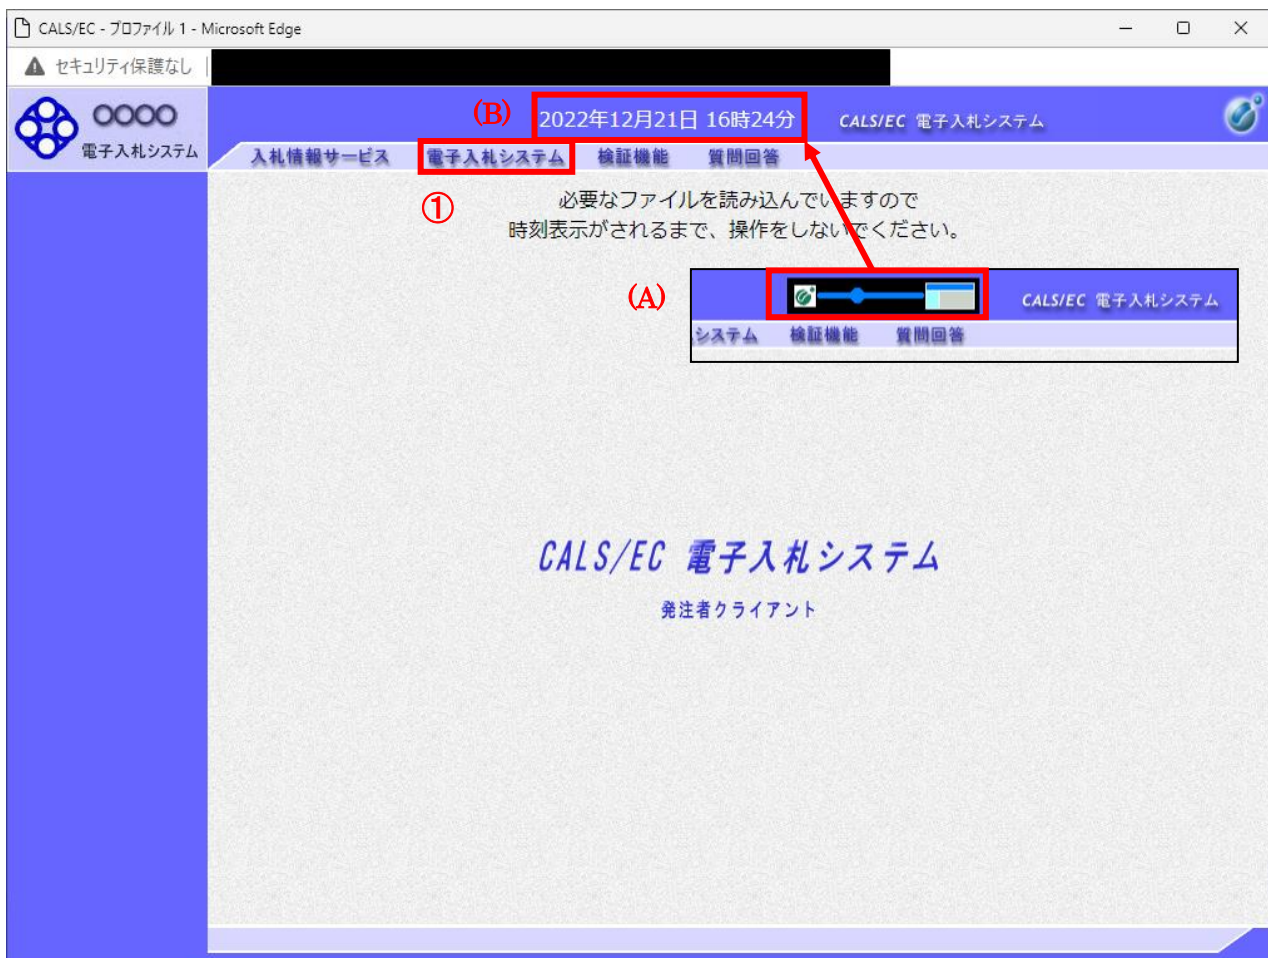 CALS/EC - プロファイル 1 - Microsoft Edge
セキュリティ保護なし
OOOO
電子入札システム
(B)
2022年12月21日 16時24分
CALS/EC 電子入札システム
入札情報サービス 電子入札システム 検証機能 質問回答
①
必要なファイルを読み込んでいますので
時刻表示がされるまで、操作をしないでください。
(A)
CALS/EC 電子入札システム
システム 検証機能 質問回答
CALS/EC 電子入札システム
発注者クライアント